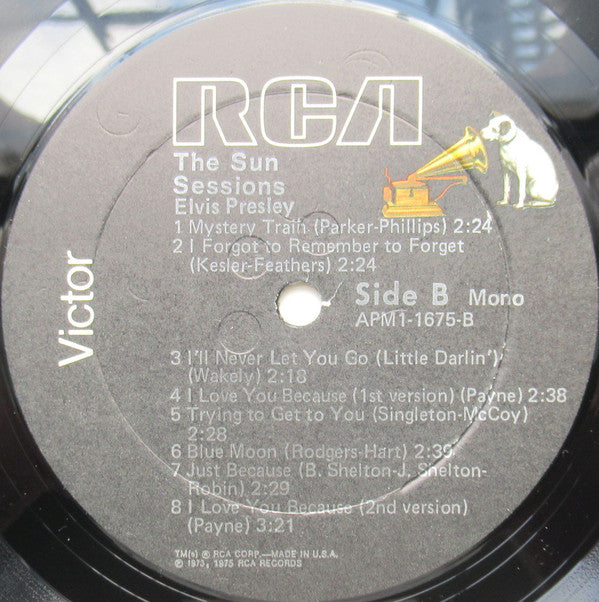 RCA
The Sun
Sessions
Elvis Presley
1 Mystery Train (Parker-Phillips) 2:24
2 I Forgot to Remember to Forget
(Kesler-Feathers) 2:24
Victor
Side B Mono
APM1-1675-B
3 I'll Never Let You Go (Little Darlin')
(Wakely) 2:18
4 I Love You Because (1st version) (Payne) 2:38
5 Trying to Get to You (Singleton-McCoy)
2:28
6 Blue Moon (Rodgers-Hart) 2:39
7 Just Because (B. Shelton-J. Shelton-
Robin) 2:29
8 I Love You Because (2nd version)
(Payne) 3:21
TM(s) ® RCA CORP.—MADE IN U.S.A.
℗ 1973, 1975 RCA RECORDS